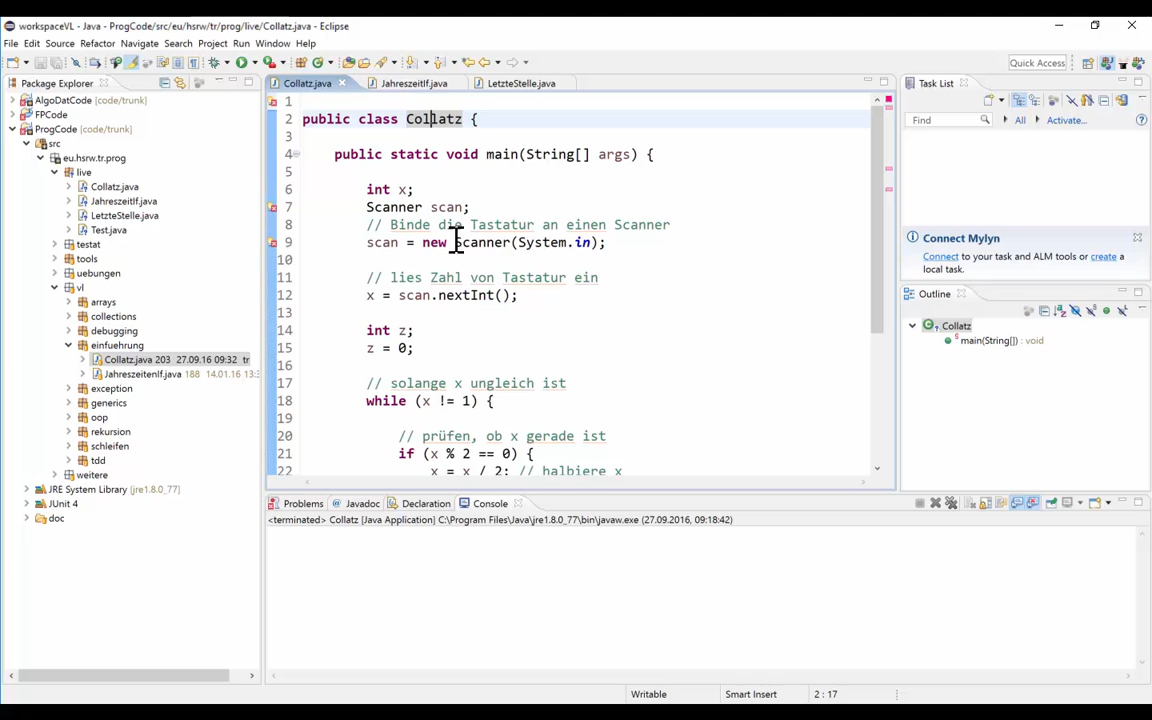 workspaceVL - Java - ProgCode/src/eu/hsrw/tr/prog/live/Collatz.java - Eclipse
File Edit Source Refactor Navigate Search Project Run Window Help
Quick Access
Package Explorer
AlgoDatCode [code/trunk]
FPCode
ProgCode [code/trunk]
src
eu.hsrw.tr.prog
live
Collatz.java
JahreszeitIf.java
LetzteStelle.java
Test.java
testat
tools
uebungen
vl
arrays
collections
debugging
einfuehrung
Collatz.java 203 27.09.16 09:32 tr
JahreszeitenIf.java 188 14.01.16 13:
exception
generics
oop
rekursion
schleifen
tdd
weitere
JRE System Library [jre1.8.0_77]
JUnit 4
doc
Collatz.java JahreszeitIf.java LetzteStelle.java
1
2 public class Collatz {
3
4 public static void main(String[] args) {
5
6 int x;
7 Scanner scan;
8 // Binde die Tastatur an einen Scanner
9 scan = new Scanner(System.in);
10
11 // lies Zahl von Tastatur ein
12 x = scan.nextInt();
13
14 int z;
15 z = 0;
16
17 // solange x ungleich ist
18 while (x != 1) {
19
20 // prüfen, ob x gerade ist
21 if (x % 2 == 0) {
22 x = x / 2; // halbiere x
Task List
Find All Activate...
Connect Mylyn
Connect to your task and ALM tools or create a
local task.
Outline
Collatz
main(String[]) : void
Problems Javadoc Declaration Console
<terminated> Collatz [Java Application] C:\Program Files\Java\jre1.8.0_77\bin\javaw.exe (27.09.2016, 09:18:42)
Writable Smart Insert 2 : 17